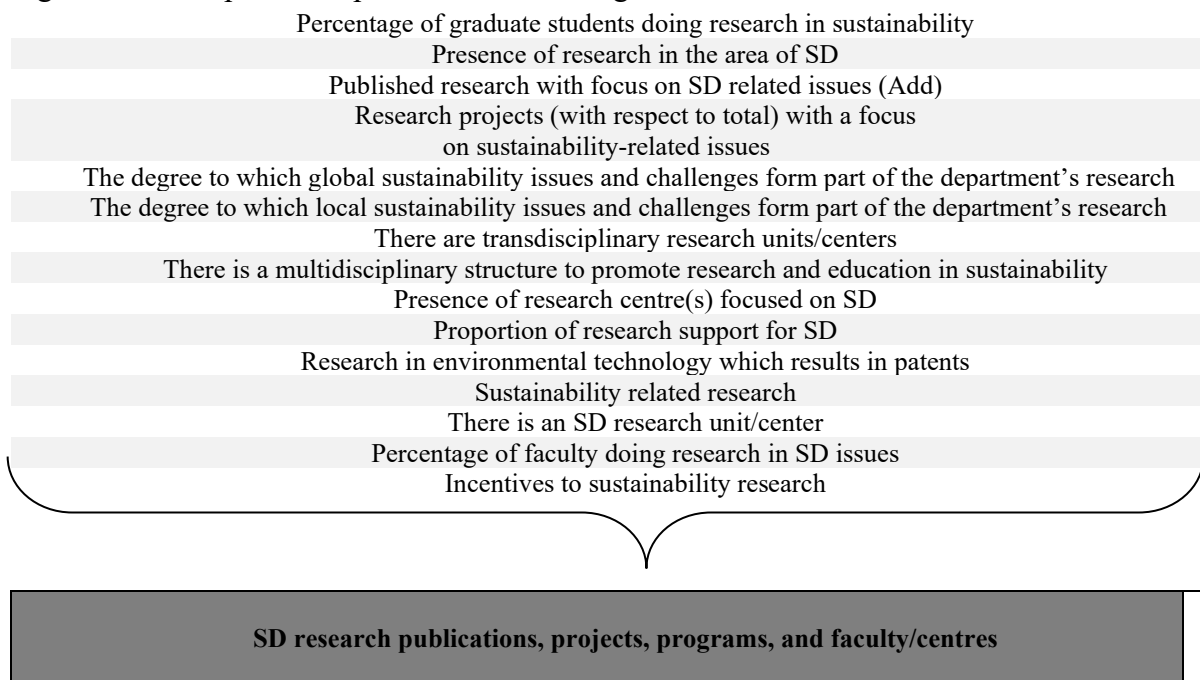 Percentage of graduate students doing research in sustainability
Presence of research in the area of SD
Published research with focus on SD related issues (Add)
Research projects (with respect to total) with a focus
on sustainability-related issues
The degree to which global sustainability issues and challenges form part of the department’s research
The degree to which local sustainability issues and challenges form part of the department’s research
There are transdisciplinary research units/centers
There is a multidisciplinary structure to promote research and education in sustainability
Presence of research centre(s) focused on SD
Proportion of research support for SD
Research in environmental technology which results in patents
Sustainability related research
There is an SD research unit/center
Percentage of faculty doing research in SD issues
Incentives to sustainability research
SD research publications, projects, programs, and faculty/centres